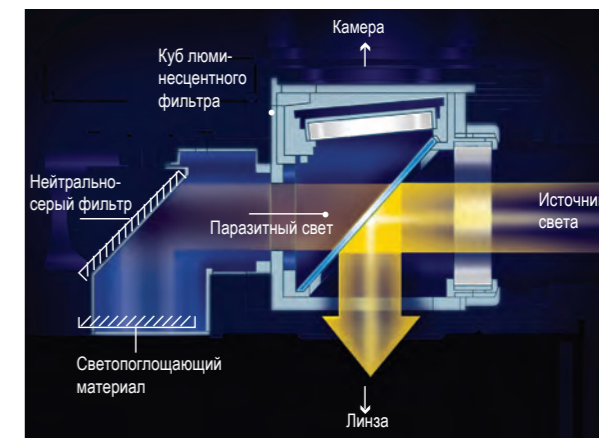 Камера
Куб люми-
несцентного
фильтра
Нейтрально-
серый фильтр
Паразитный свет
Источни
света
Светопоглощающий
материал
Линза